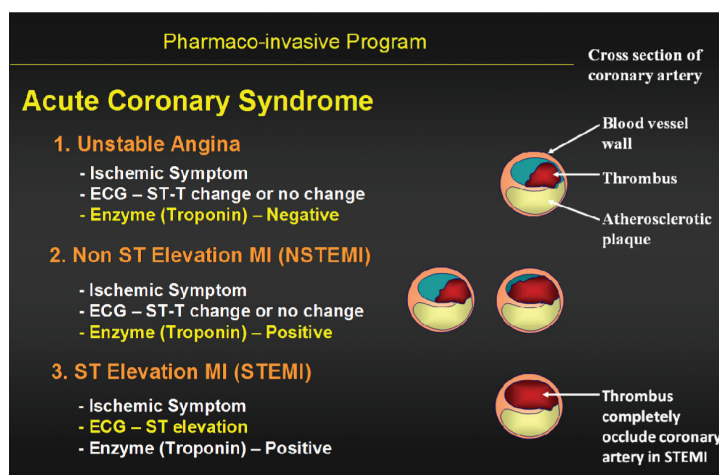 Pharmaco-invasive Program
Cross section of
coronary artery
Acute Coronary Syndrome
1. Unstable Angina
- Ischemic Symptom
- ECG – ST-T change or no change
- Enzyme (Troponin) – Negative
Blood vessel
wall
Thrombus
Atherosclerotic
plaque
2. Non ST Elevation MI (NSTEMI)
- Ischemic Symptom
- ECG – ST-T change or no change
- Enzyme (Troponin) – Positive
3. ST Elevation MI (STEMI)
- Ischemic Symptom
- ECG – ST elevation
- Enzyme (Troponin) – Positive
Thrombus
completely
occlude coronary
artery in STEMI